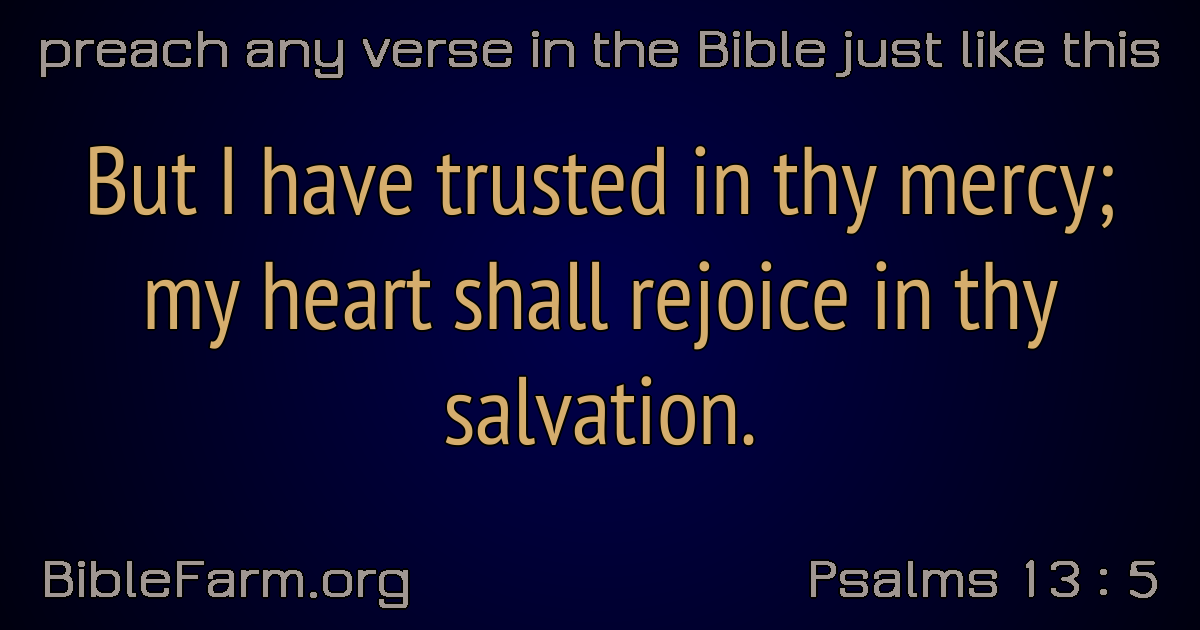 preach any verse in the Bible just like this
But I have trusted in thy mercy;
my heart shall rejoice in thy
salvation.
BibleFarm.org
Psalms 13 : 5